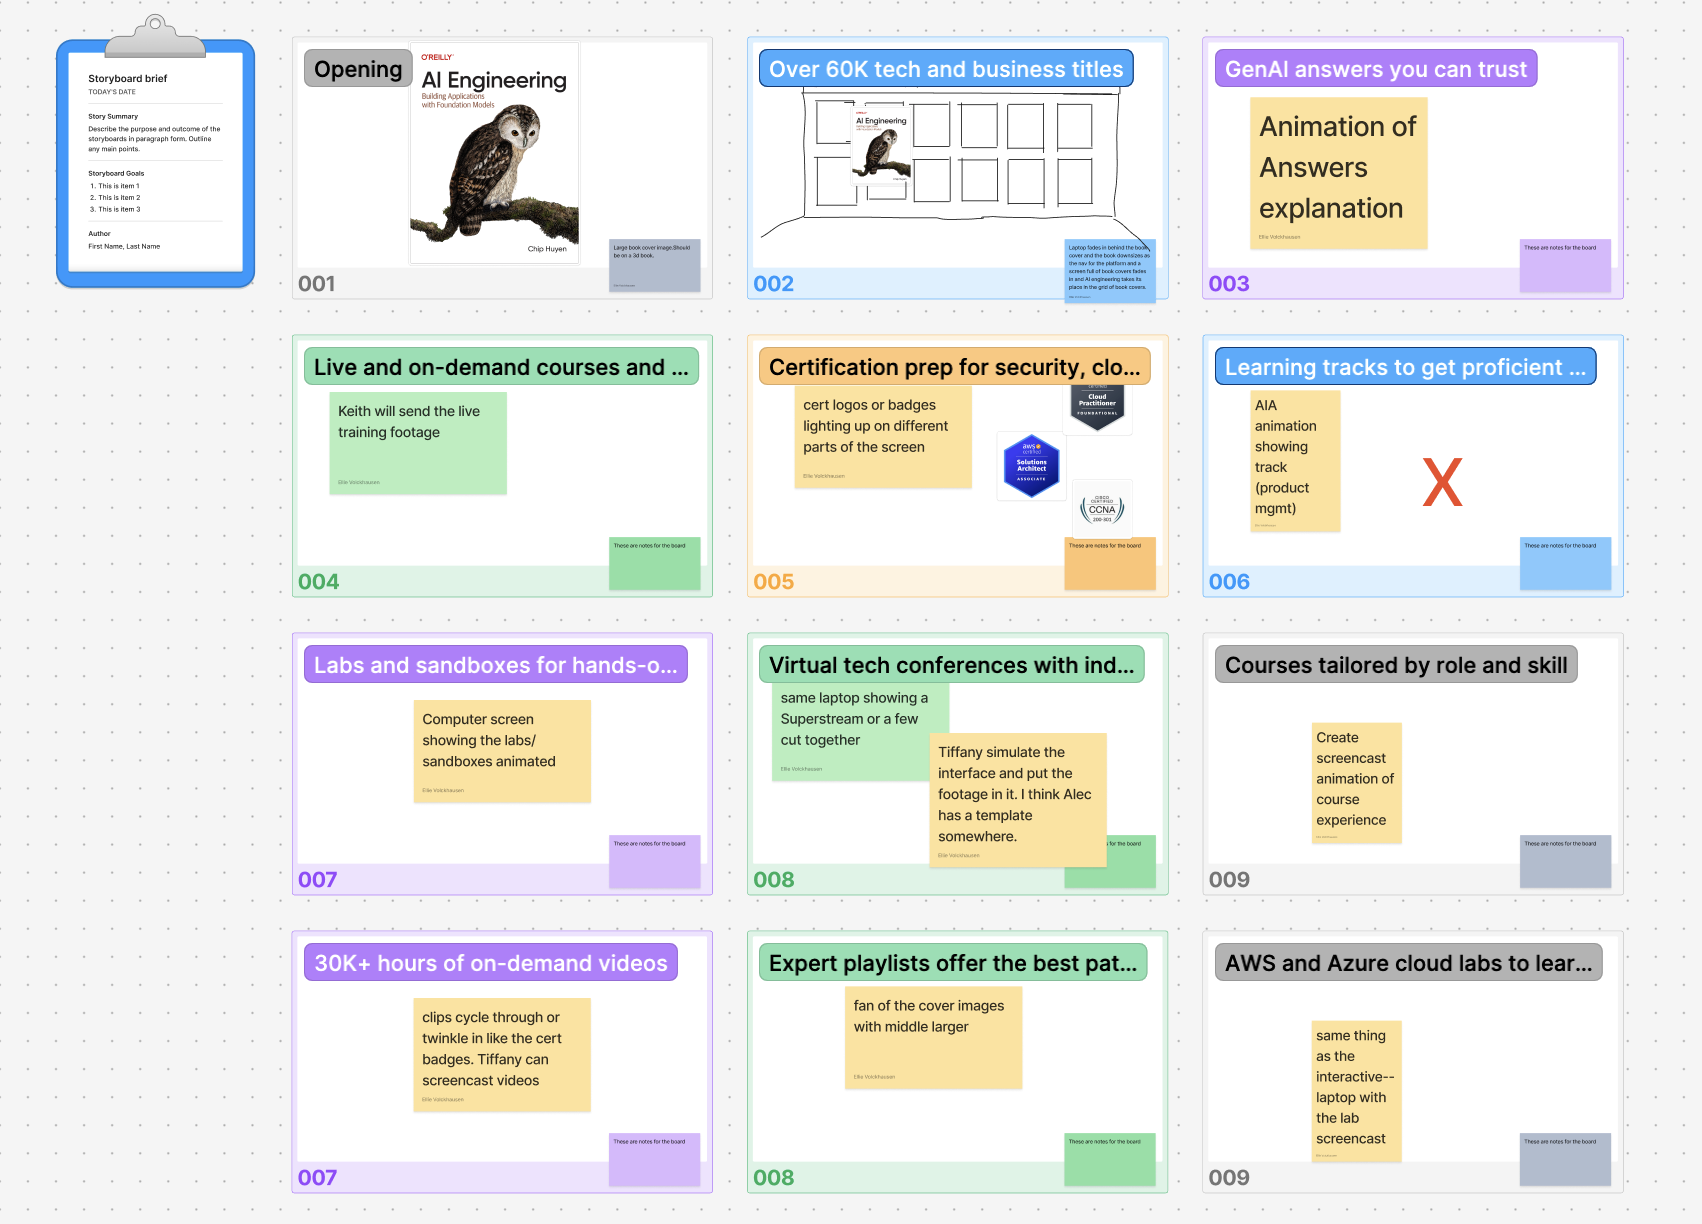 Storyboard brief
TODAY'S DATE
Story Summary
Describe the purpose and outcome of the
storyboards in paragraph form. Outline
any main points.
Storyboard Goals
1. This is item 1
2. This is item 2
3. This is item 3
Author
First Name, Last Name
Opening
O'REILLY
AI Engineering
Building Applications
with Foundation Models
Chip Huyen
Large book cover image.Should
be on a 3d book.
Ellie Volckhausen
001
Over 60K tech and business titles
AI Engineering
Laptop fades in behind the book
cover and the book downsizes as
the nav for the platform and a
screen full of book covers fades
in and AI engineering takes its
place in the grid of book covers.
Ellie Volckhausen
002
GenAI answers you can trust
Animation of
Answers
explanation
Ellie Volckhausen
These are notes for the board
003
Live and on-demand courses and ...
Keith will send the live
training footage
Ellie Volckhausen
These are notes for the board
004
Certification prep for security, clo...
cert logos or badges
lighting up on different
parts of the screen
Ellie Volckhausen
Cloud
Practitioner
FOUNDATIONAL
aws
certified
Solutions
Architect
ASSOCIATE
CISCO
CERTIFIED
CCNA
200-301
These are notes for the board
005
Learning tracks to get proficient ...
AIA
animation
showing
track
(product
mgmt)
X
These are notes for the board
006
Labs and sandboxes for hands-o...
Computer screen
showing the labs/
sandboxes animated
Ellie Volckhausen
These are notes for the board
007
Virtual tech conferences with ind...
same laptop showing a
Superstream or a few
cut together
Ellie Volckhausen
Tiffany simulate the
interface and put the
footage in it. I think Alec
has a template
somewhere.
Ellie Volckhausen
for the board
008
Courses tailored by role and skill
Create
screencast
animation of
course
experience
These are notes for the board
009
30K+ hours of on-demand videos
clips cycle through or
twinkle in like the cert
badges. Tiffany can
screencast videos
Ellie Volckhausen
These are notes for the board
007
Expert playlists offer the best pat...
fan of the cover images
with middle larger
Ellie Volckhausen
These are notes for the board
008
AWS and Azure cloud labs to lear...
same thing
as the
interactive--
laptop with
the lab
screencast
These are notes for the board
009